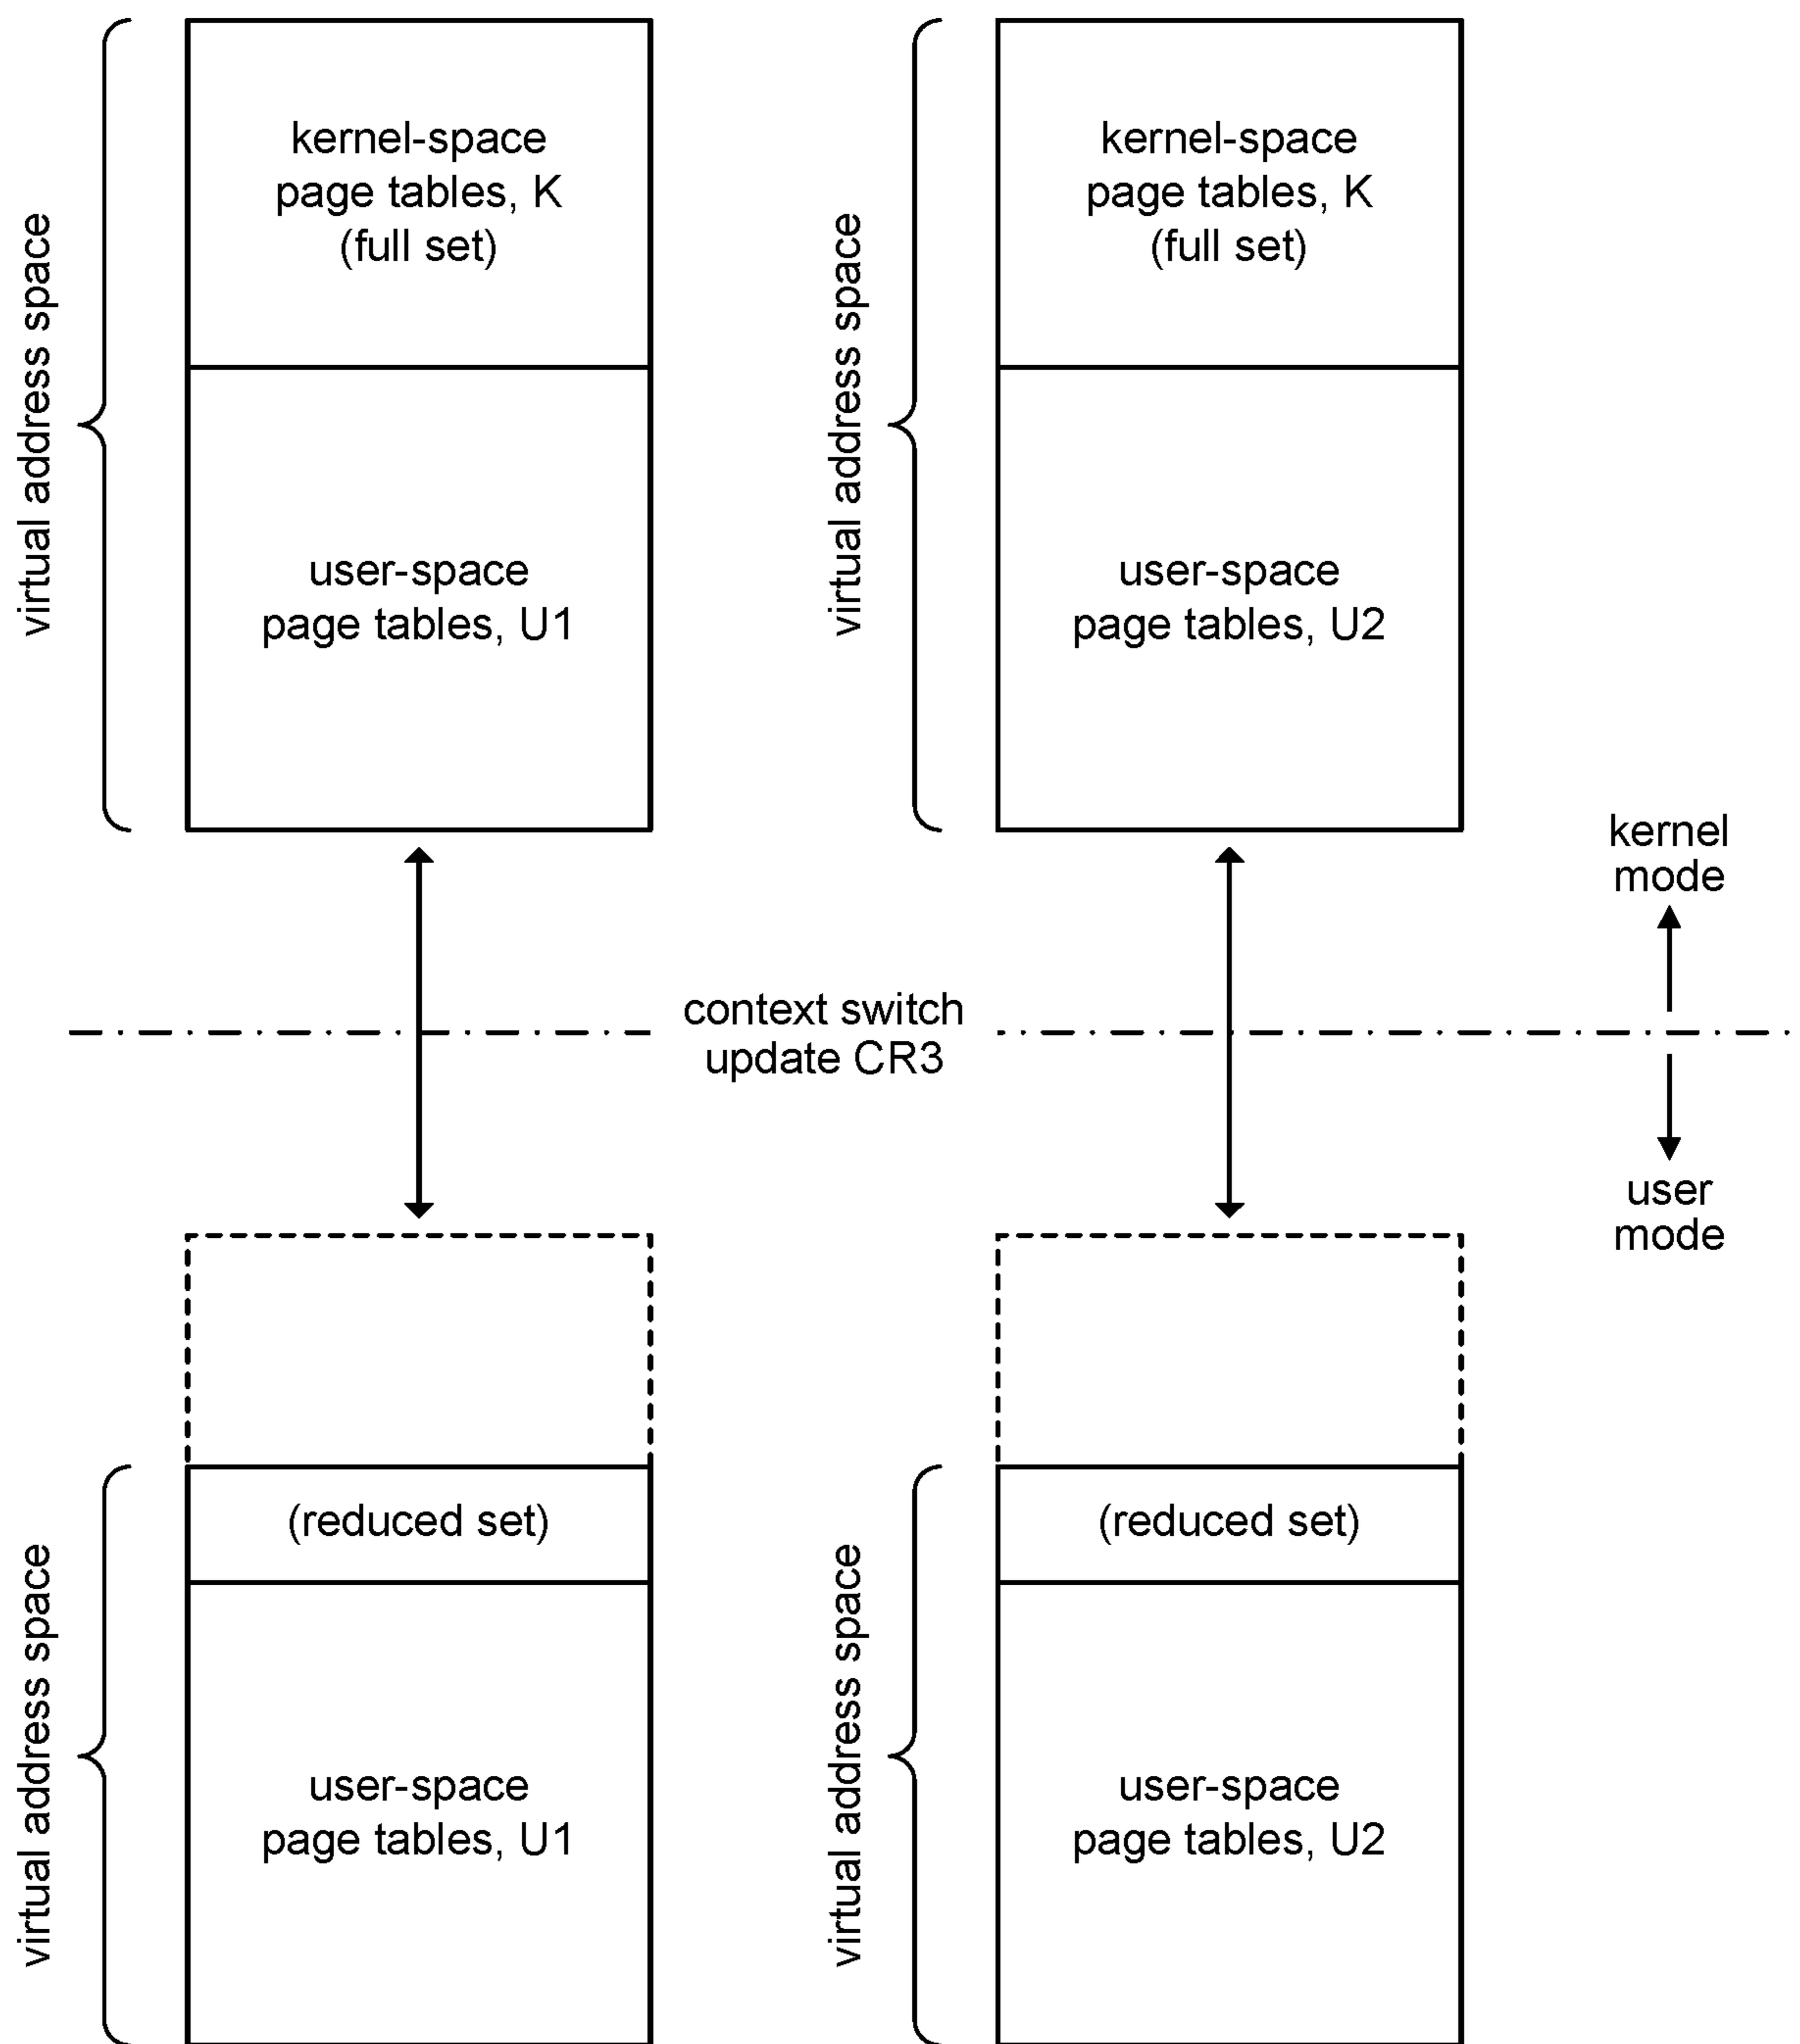 virtual address space
kernel-space
page tables, K
(full set)
user-space
page tables, U1
virtual address space
kernel-space
page tables, K
(full set)
user-space
page tables, U2
kernel
mode
context switch
update CR3
user
mode
virtual address space
(reduced set)
user-space
page tables, U1
virtual address space
(reduced set)
user-space
page tables, U2